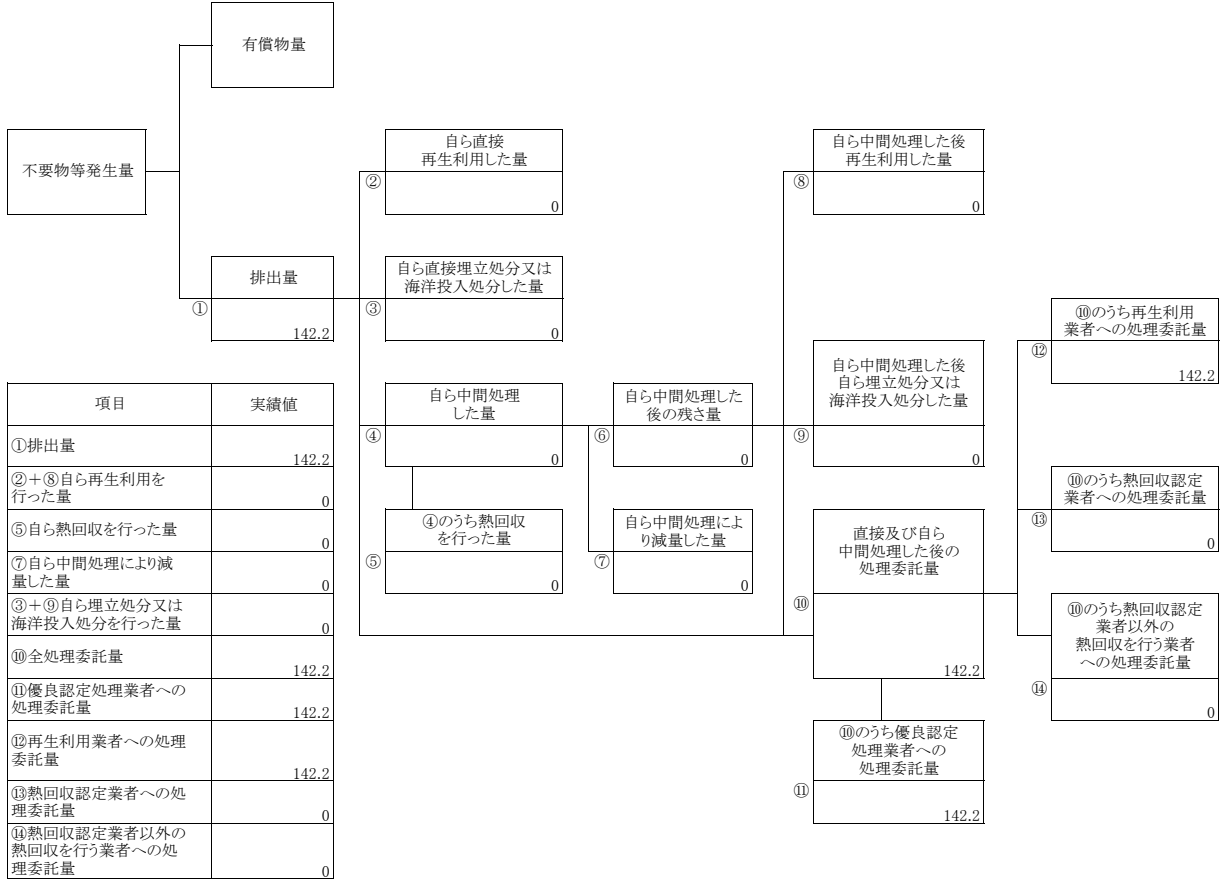 有償物量
不要物等発生量
自ら直接
再生利用した量
②
0
自ら中間処理した後
再生利用した量
⑧
0
排出量
①
142.2
自ら直接埋立処分又は
海洋投入処分した量
③
0
⑩のうち再生利用
業者への処理委託量
⑫
142.2
自ら中間処理した後
自ら埋立処分又は
海洋投入処分した量
⑨
0
自ら中間処理
した量
④
0
自ら中間処理した
後の残さ量
⑥
0
⑩のうち熱回収認定
業者への処理委託量
⑬
0
④のうち熱回収
を行った量
⑤
0
自ら中間処理によ
り減量した量
⑦
0
直接及び自ら
中間処理した後の
処理委託量
⑩
142.2
⑩のうち熱回収認定
業者以外の
熱回収を行う業者
への処理委託量
⑭
0
⑩のうち優良認定
処理業者への
処理委託量
⑪
142.2
項目 実績値
①排出量
142.2
②+⑧自ら再生利用を
行った量
0
⑤自ら熱回収を行った量
0
⑦自ら中間処理により減
量した量
0
③+⑨自ら埋立処分又は
海洋投入処分を行った量
0
⑩全処理委託量
142.2
⑪優良認定処理業者への
処理委託量
142.2
⑫再生利用業者への処理
委託量
142.2
⑬熱回収認定業者への処
理委託量
0
⑭熱回収認定業者以外の
熱回収を行う業者への処
理委託量
0